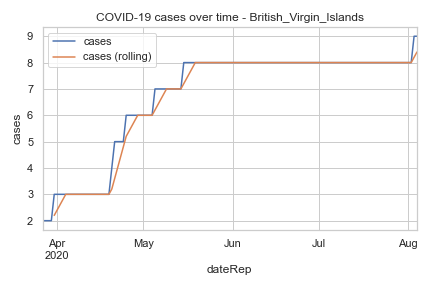 COVID-19 cases over time - British_Virgin_Islands
cases
cases (rolling)
9
8
7
6
5
4
3
2
cases
Apr
2020
May
Jun
Jul
Aug
dateRep